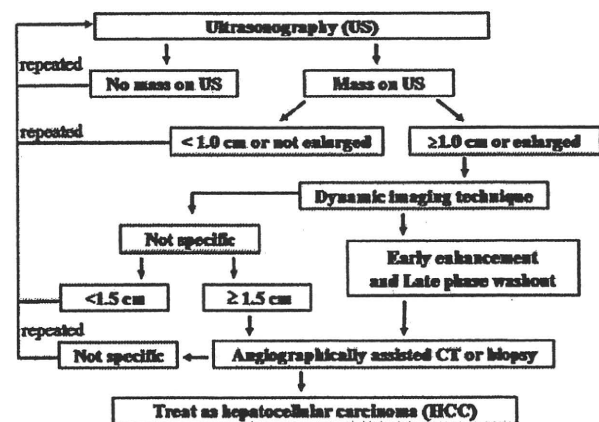 Ultrasonography (US)
repeated
No mass on US
Mass on US
repeated
< 1.0 cm or not enlarged
≥1.0 cm or enlarged
Dynamic imaging technique
Not specific
Early enhancement
and Late phase washout
<1.5 cm
≥ 1.5 cm
repeated
Not specific
Angiographically assisted CT or biopsy
Treat as hepatocellular carcinoma (HCC)